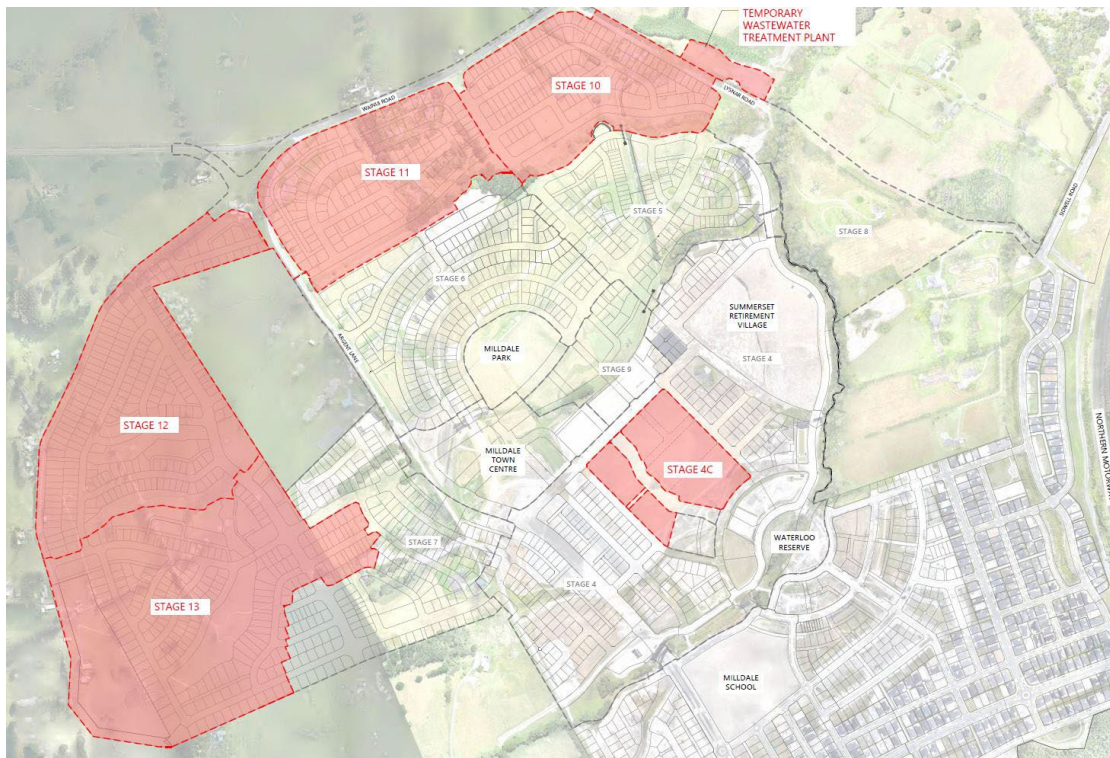 TEMPORARY
WASTEWATER
TREATMENT PLANT
STAGE 10
LYSNAR ROAD
WAINUI ROAD
STAGE 11
SIDWELL ROAD
STAGE 5
STAGE 8
STAGE 6
SUMMERSET
RETIREMENT
VILLAGE
ARGENT LANE
MILLDALE
PARK
STAGE 4
STAGE 9
STAGE 12
MILLDALE
TOWN
CENTRE
STAGE 4C
NORTHERN MOTORWAY
STAGE 7
WATERLOO
RESERVE
STAGE 4
STAGE 13
MILLDALE
SCHOOL